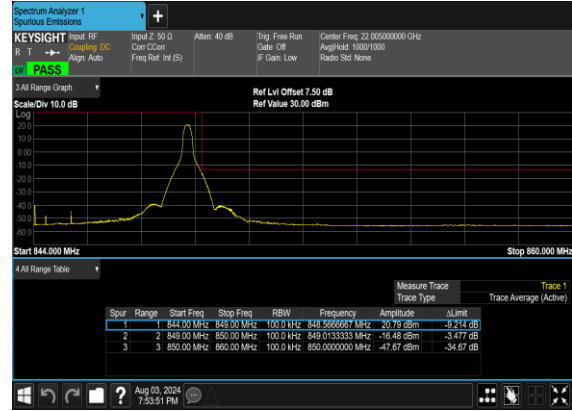 Spectrum Analyzer 1
Spurious Emissions
+
KEYSIGHT Input: RF Input Z: 50 Ω Atten: 40 dB Trig: Free Run Center Freq: 22.005000000 GHz
R T Coupling: DC Corr CCorr Gate: Off Avg|Hold: 1000/1000
Align: Auto Freq Ref: Int (S) IF Gain: Low Radio Std: None
PASS
3 All Range Graph
Ref Lvl Offset 7.50 dB
Scale/Div 10.0 dB Ref Value 30.00 dBm
Log
20.0
10.0
0.00
-10.0
-20.0
-30.0
-40.0
-50.0
-60.0
Start 844.000 MHz Stop 860.000 MHz
4 All Range Table
Measure Trace Trace 1
Trace Type Trace Average (Active)
Spur Range Start Freq Stop Freq RBW Frequency Amplitude ΔLimit
1 1 844.00 MHz 849.00 MHz 100.0 kHz 848.5666667 MHz 20.79 dBm -9.214 dB
2 2 849.00 MHz 850.00 MHz 100.0 kHz 849.0133333 MHz -16.48 dBm -3.477 dB
3 3 850.00 MHz 860.00 MHz 100.0 kHz 850.0000000 MHz -47.67 dBm -34.67 dB
? Aug 03, 2024
7:53:51 PM